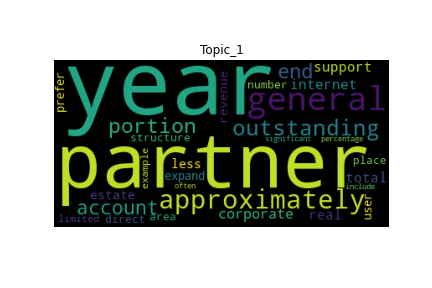 Topic_1
year
prefer
revenue
end
support
number
internet
general
portion
structure
outstanding
significant
percentage
partner
example
less
expand
often
place
total
include
approximately
user
estate
account
corporate
real
limited
direct
area